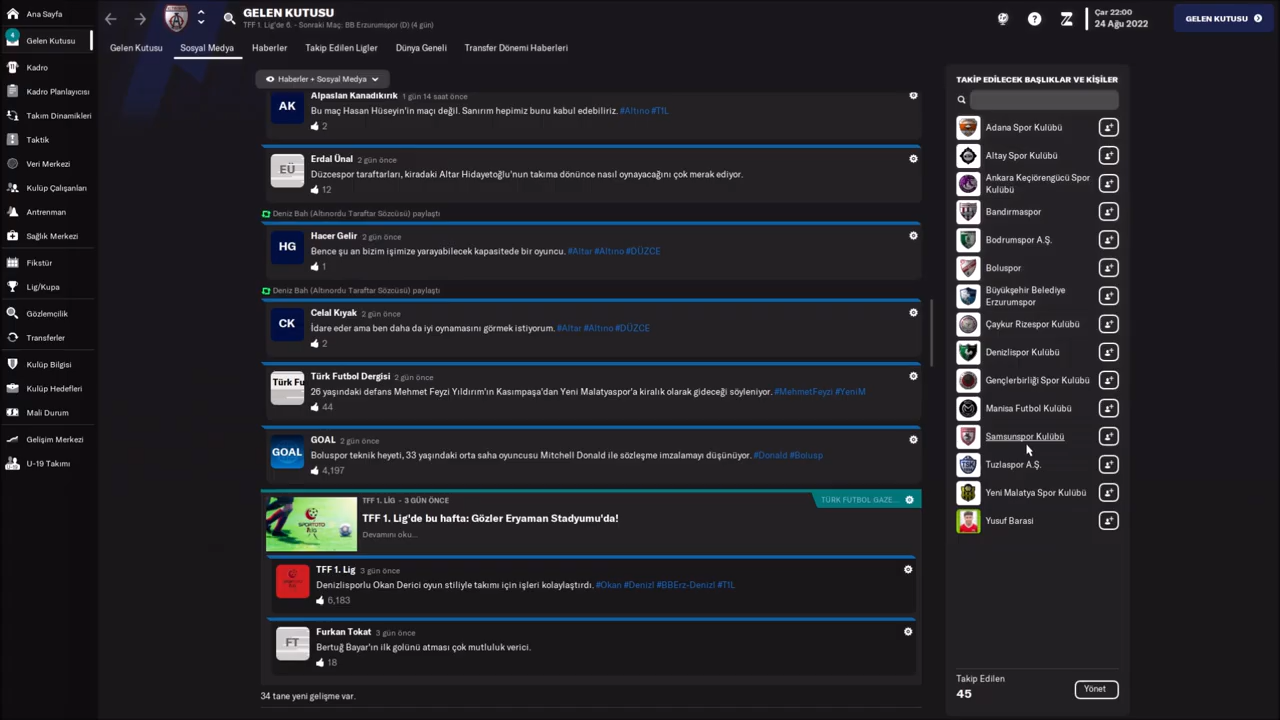 Ana Sayfa
4
Gelen Kutusu
Kadro
Kadro Planlayıcısı
Takım Dinamikleri
Taktik
Veri Merkezi
Kulüp Çalışanları
Antrenman
Sağlık Merkezi
Fikstür
Lig/Kupa
Gözlemcilik
Transferler
Kulüp Bilgisi
Kulüp Hedefleri
Mali Durum
Gelişim Merkezi
U-19 Takımı
GELEN KUTUSU
TFF 1. Lig'de 6. - Sonraki Maç: BB Erzurumspor (D) (4 gün)
Çar 22:00
24 Ağu 2022
GELEN KUTUSU
Gelen Kutusu
Sosyal Medya
Haberler
Takip Edilen Ligler
Dünya Geneli
Transfer Dönemi Haberleri
Haberler + Sosyal Medya
AK
Alpaslan Kanadıkırık 1 gün 14 saat önce
Bu maç Hasan Hüseyin'in maçı değil. Sanırım hepimiz bunu kabul edebiliriz. #Altıno #T1L
2
EÜ
Erdal Ünal 2 gün önce
Düzcespor taraftarları, kiradaki Altar Hidayetoğlu'nun takıma dönünce nasıl oynayacağını çok merak ediyor.
12
Deniz Bah (Altınordu Taraftar Sözcüsü) paylaştı
HG
Hacer Gelir 2 gün önce
Bence şu an bizim işimize yarayabilecek kapasitede bir oyuncu. #Altar #Altıno #DÜZCE
1
Deniz Bah (Altınordu Taraftar Sözcüsü) paylaştı
CK
Celal Kıyak 2 gün önce
İdare eder ama ben daha da iyi oynamasını görmek istiyorum. #Altar #Altıno #DÜZCE
2
Türk Fu
Türk Futbol Dergisi 2 gün önce
26 yaşındaki defans Mehmet Feyzi Yıldırım'ın Kasımpaşa'dan Yeni Malatyaspor'a kiralık olarak gideceği söyleniyor. #MehmetFeyzi #YeniM
44
GOAL
GOAL 2 gün önce
Boluspor teknik heyeti, 33 yaşındaki orta saha oyuncusu Mitchell Donald ile sözleşme imzalamayı düşünüyor. #Donald #Bolusp
4,197
TFF 1. LİG - 3 GÜN ÖNCE
TÜRK FUTBOL GAZE...
TFF 1. Lig'de bu hafta: Gözler Eryaman Stadyumu'da!
Devamını oku...
TFF 1. Lig 3 gün önce
Denizlisporlu Okan Derici oyun stiliyle takımı için işleri kolaylaştırdı. #Okan #Denizl #BBErz-Denizl #T1L
6,183
FT
Furkan Tokat 3 gün önce
Bertuğ Bayar'ın ilk golünü atması çok mutluluk verici.
18
34 tane yeni gelişme var.
TAKİP EDİLECEK BAŞLIKLAR VE KİŞİLER
Adana Spor Kulübü
Altay Spor Kulübü
Ankara Keçiörengücü Spor
Kulübü
Bandırmaspor
Bodrumspor A.Ş.
Boluspor
Büyükşehir Belediye
Erzurumspor
Çaykur Rizespor Kulübü
Denizlispor Kulübü
Gençlerbirliği Spor Kulübü
Manisa Futbol Kulübü
Samsunspor Kulübü
Tuzlaspor A.Ş.
Yeni Malatya Spor Kulübü
Yusuf Barasi
Takip Edilen
45
Yönet